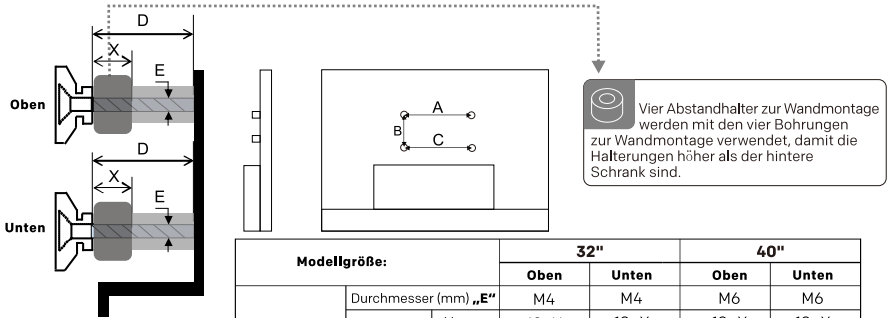 D
X
E
Oben
D
X
E
Unten
A
B
C
Vier Abstandhalter zur Wandmontage
werden mit den vier Bohrungen
zur Wandmontage verwendet, damit die
Halterungen höher als der hintere
Schrank sind.
Modellgröße: 32" 40"
Oben Unten Oben Unten
Durchmesser (mm) „E“ M4 M4 M6 M6